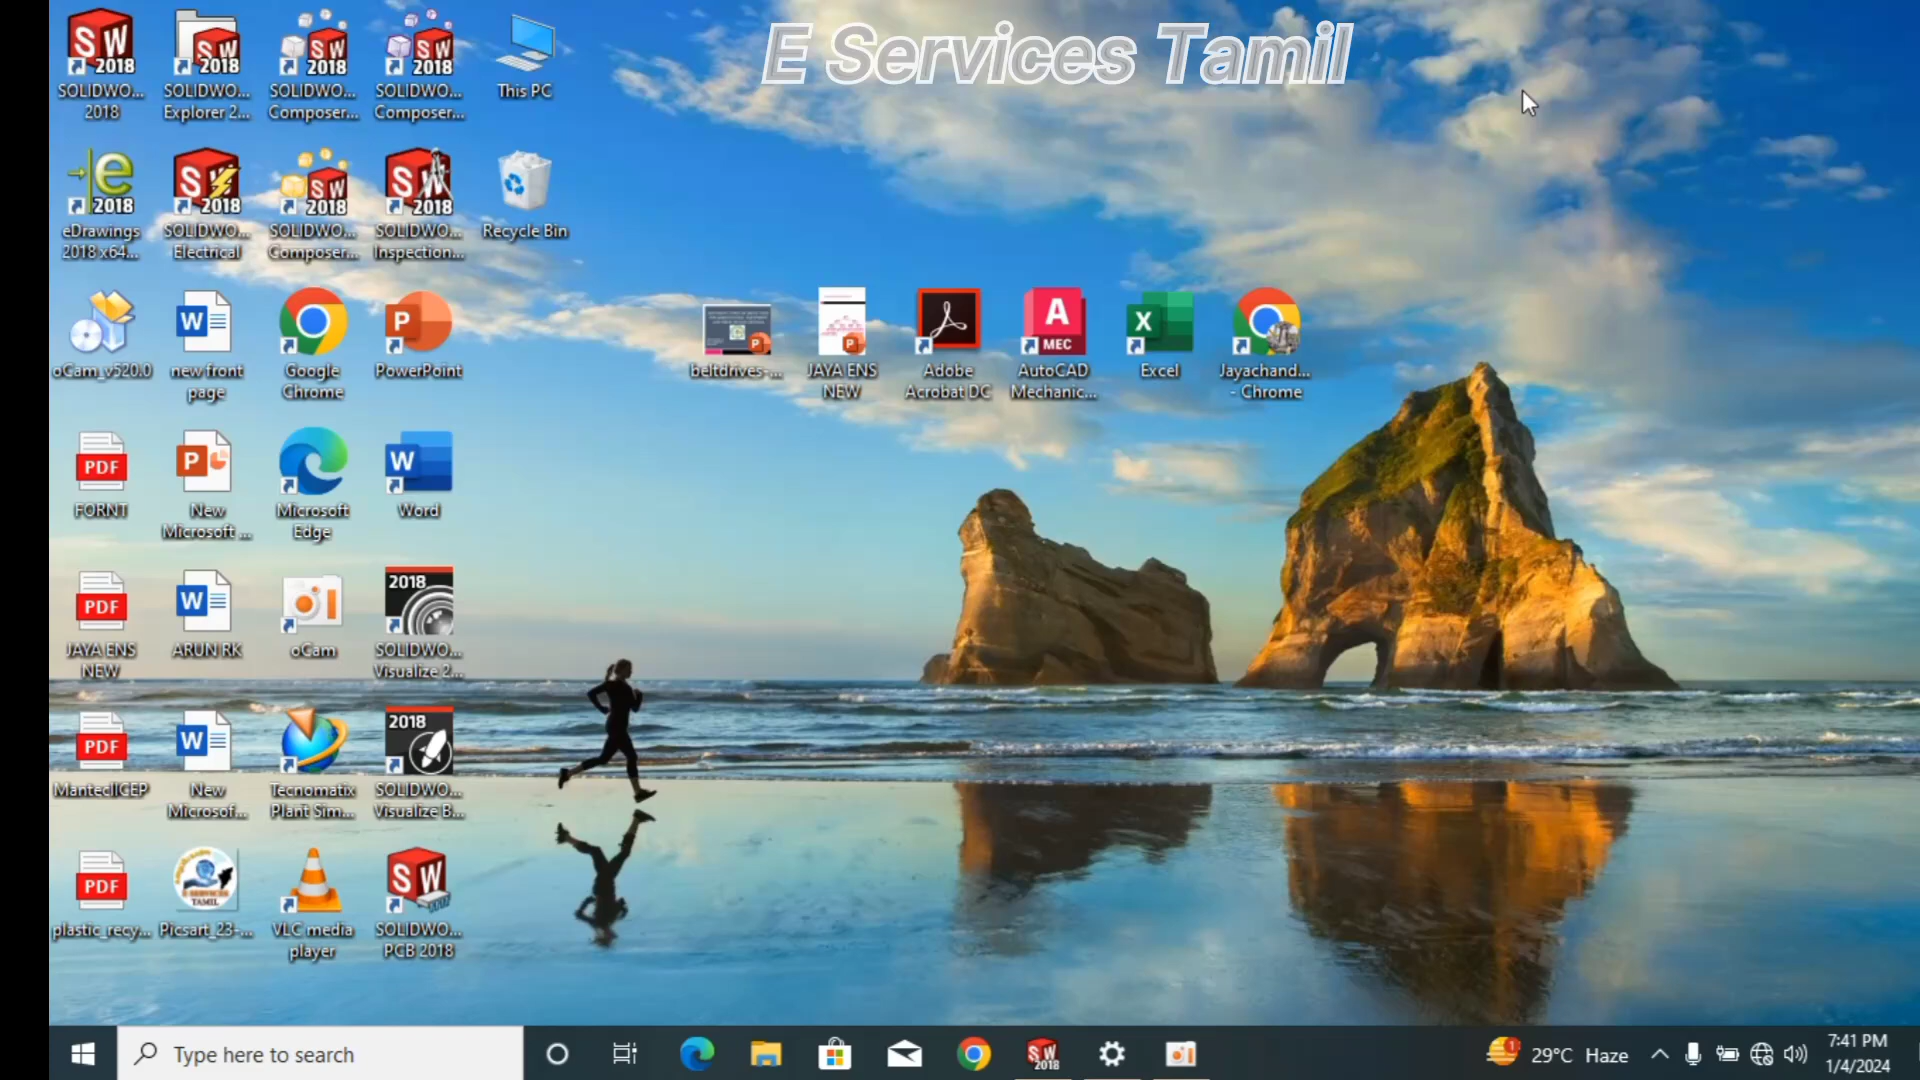 E Services Tamil
SOLIDWO...
2018
SOLIDWO...
Explorer 2...
SOLIDWO...
Composer...
SOLIDWO...
Composer...
This PC
eDrawings
2018 x64...
SOLIDWO...
Electrical
SOLIDWO...
Composer...
SOLIDWO...
Inspection...
Recycle Bin
oCam_v520.0
new front
page
Google
Chrome
PowerPoint
beltdrives-...
JAYA ENS
NEW
Adobe
Acrobat DC
AutoCAD
Mechanic...
Excel
Jayachand...
- Chrome
FORNT
New
Microsoft ...
Microsoft
Edge
Word
JAYA ENS
NEW
ARUN RK
oCam
SOLIDWO...
Visualize 2...
MantecIICEP
New
Microsof...
Tecnomatix
Plant Sim...
SOLIDWO...
Visualize B...
plastic_recy...
Picsart_23-...
VLC media
player
SOLIDWO...
PCB 2018
Type here to search
29°C Haze
7:41 PM
1/4/2024